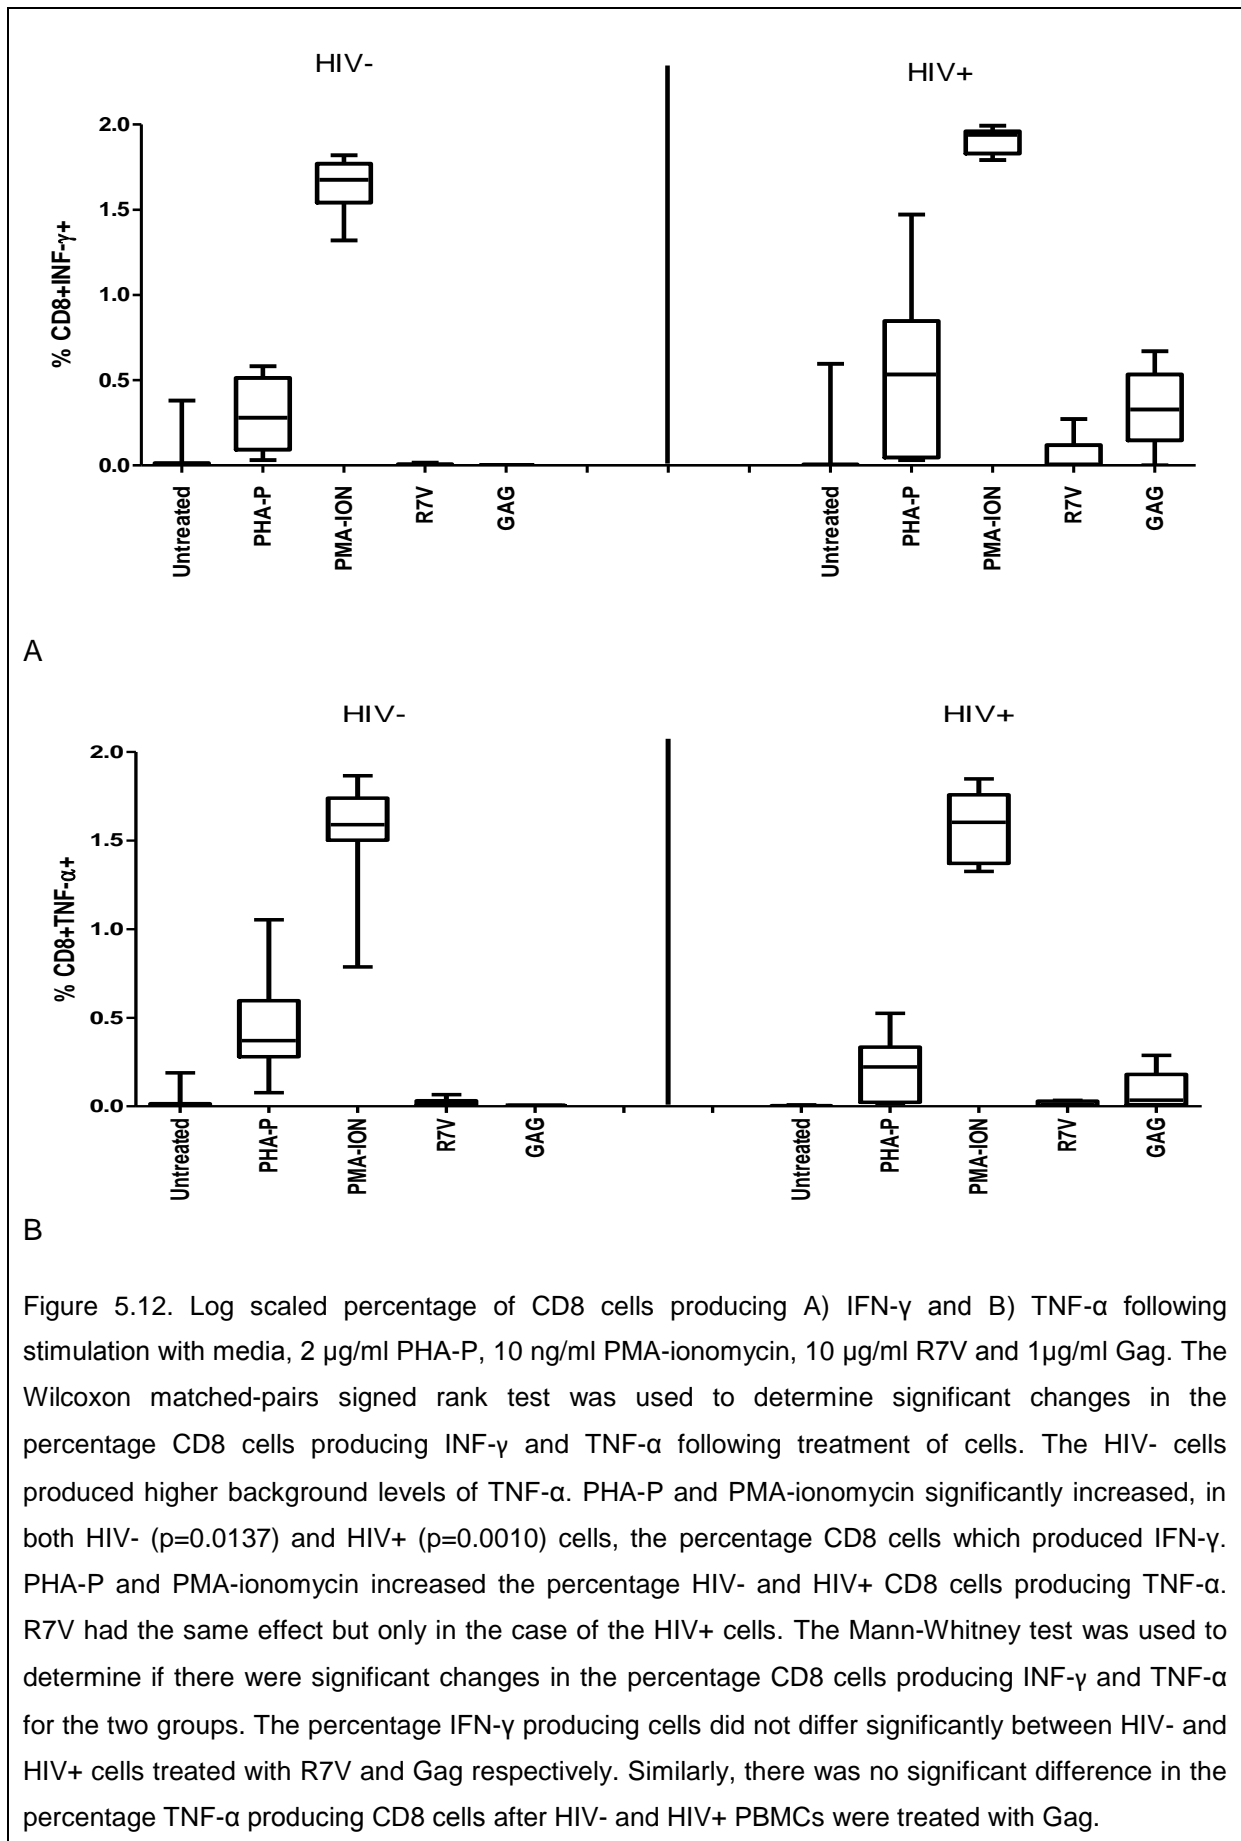 HIV-
HIV+
2.0
1.5
1.0
0.5
0.0
% CD8+INF-γ+
Untreated
PHA-P
PMA-ION
R7V
GAG
Untreated
PHA-P
PMA-ION
R7V
GAG
A
HIV-
HIV+
2.0
1.5
1.0
0.5
0.0
% CD8+TNF-α+
Untreated
PHA-P
PMA-ION
R7V
GAG
Untreated
PHA-P
PMA-ION
R7V
GAG
B
Figure 5.12. Log scaled percentage of CD8 cells producing A) IFN-γ and B) TNF-α following
stimulation with media, 2 µg/ml PHA-P, 10 ng/ml PMA-ionomycin, 10 µg/ml R7V and 1µg/ml Gag. The
Wilcoxon matched-pairs signed rank test was used to determine significant changes in the
percentage CD8 cells producing INF-γ and TNF-α following treatment of cells. The HIV- cells
produced higher background levels of TNF-α. PHA-P and PMA-ionomycin significantly increased, in
both HIV- (p=0.0137) and HIV+ (p=0.0010) cells, the percentage CD8 cells which produced IFN-γ.
PHA-P and PMA-ionomycin increased the percentage HIV- and HIV+ CD8 cells producing TNF-α.
R7V had the same effect but only in the case of the HIV+ cells. The Mann-Whitney test was used to
determine if there were significant changes in the percentage CD8 cells producing INF-γ and TNF-α
for the two groups. The percentage IFN-γ producing cells did not differ significantly between HIV- and
HIV+ cells treated with R7V and Gag respectively. Similarly, there was no significant difference in the
percentage TNF-α producing CD8 cells after HIV- and HIV+ PBMCs were treated with Gag.